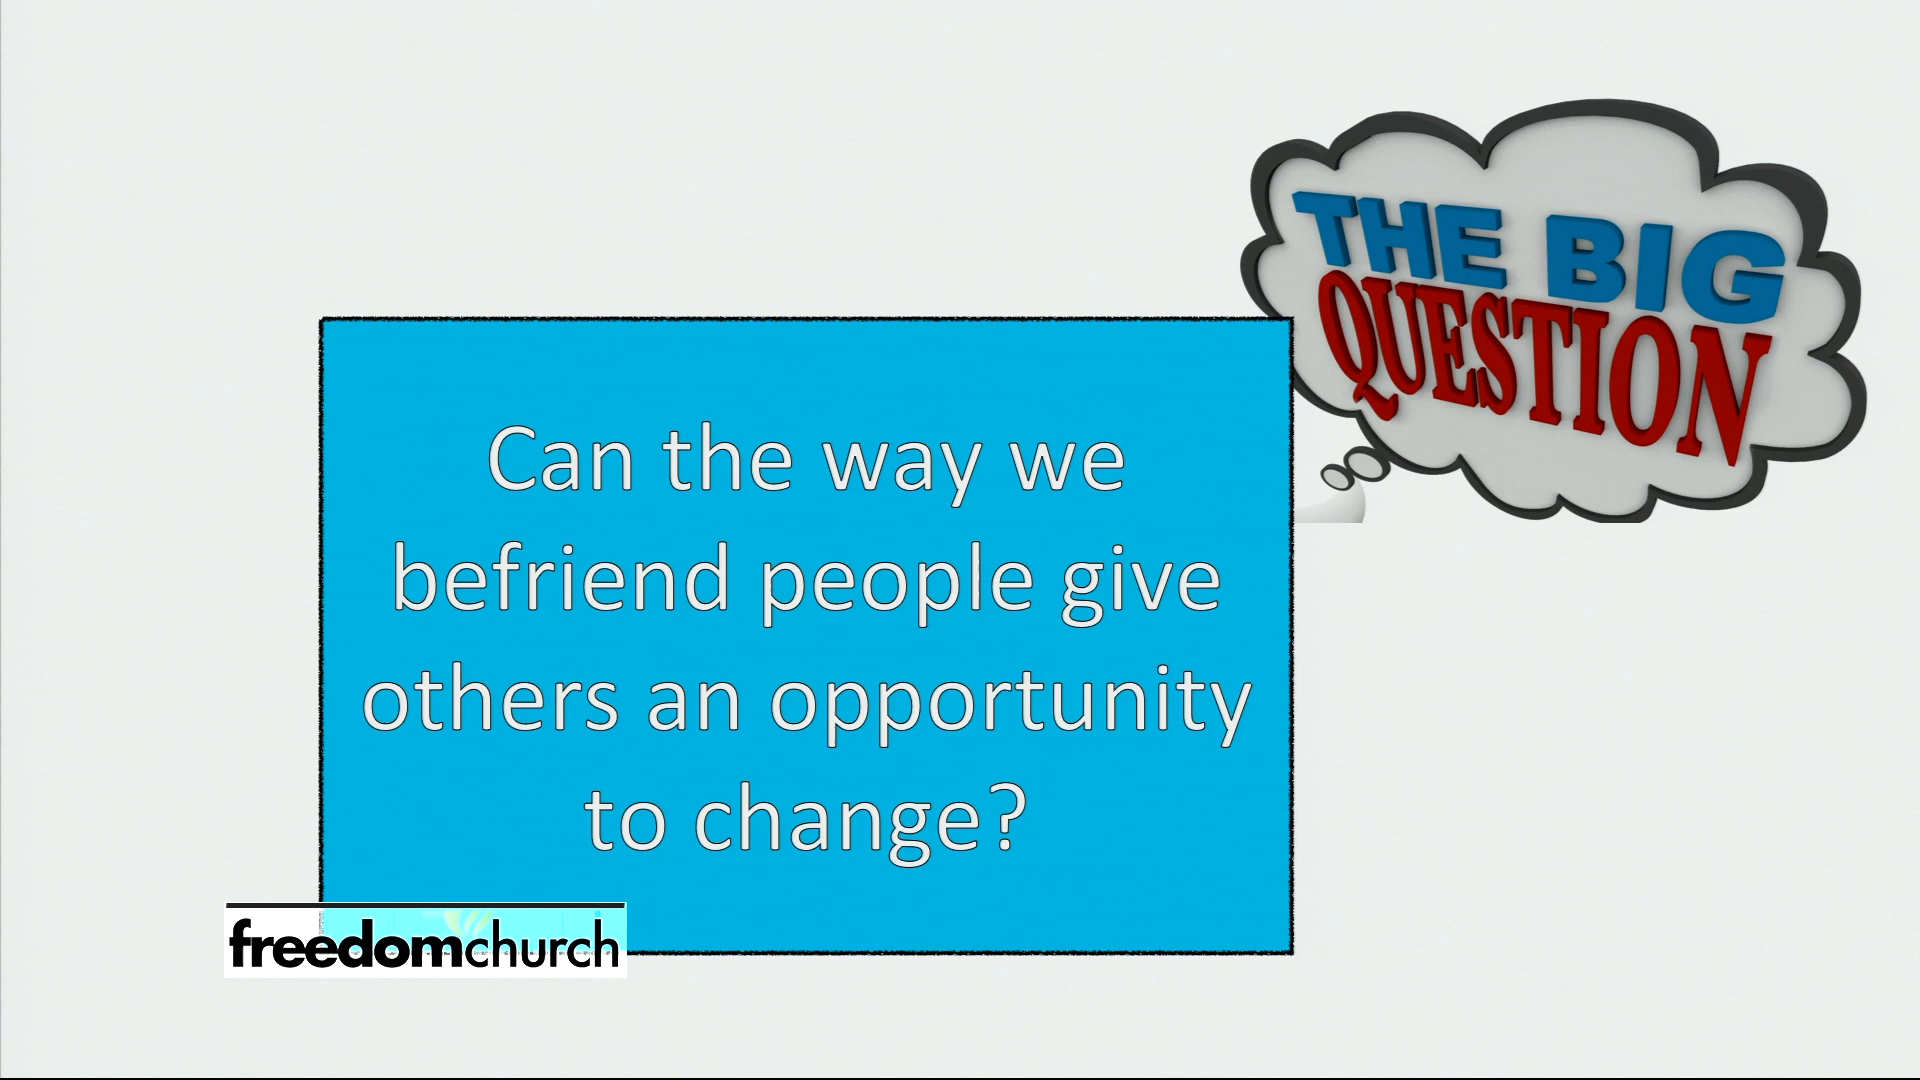 THE BIG
QUESTION
Can the way we
befriend people give
others an opportunity
to change?
freedomchurch